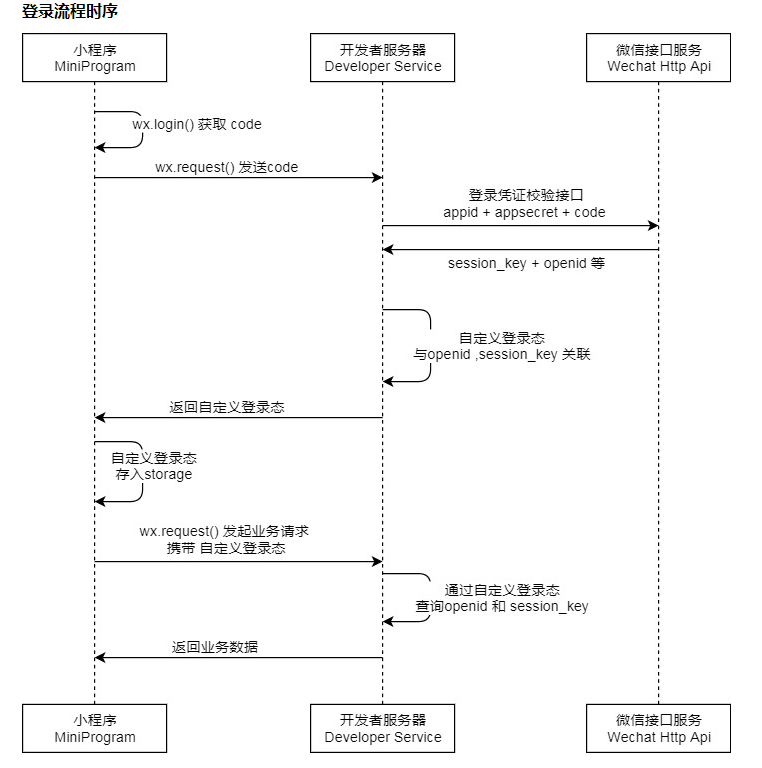 登录流程时序
小程序
MiniProgram
开发者服务器
Developer Service
微信接口服务
Wechat Http Api
wx.login() 获取 code
wx.request() 发送code
登录凭证校验接口
appid + appsecret + code
session_key + openid 等
自定义登录态
与openid ,session_key 关联
返回自定义登录态
自定义登录态
存入storage
wx.request() 发起业务请求
携带 自定义登录态
通过自定义登录态
查询openid 和 session_key
返回业务数据
小程序
MiniProgram
开发者服务器
Developer Service
微信接口服务
Wechat Http Api